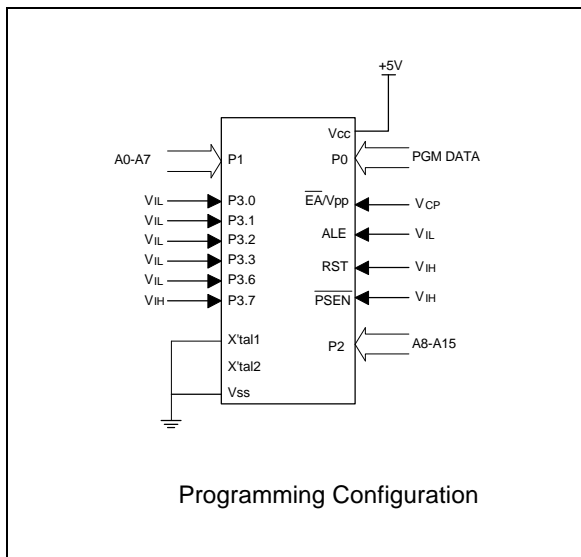 +5V
Vcc
A0-A7 P1 P0 PGM DATA
VIL P3.0 EA/Vpp VCP
VIL P3.1
VIL P3.2 ALE VIL
VIL P3.3 RST VIH
VIL P3.6
VIH P3.7 PSEN VIH
X'tal1 P2 A8-A15
X'tal2
Vss
Programming Configuration